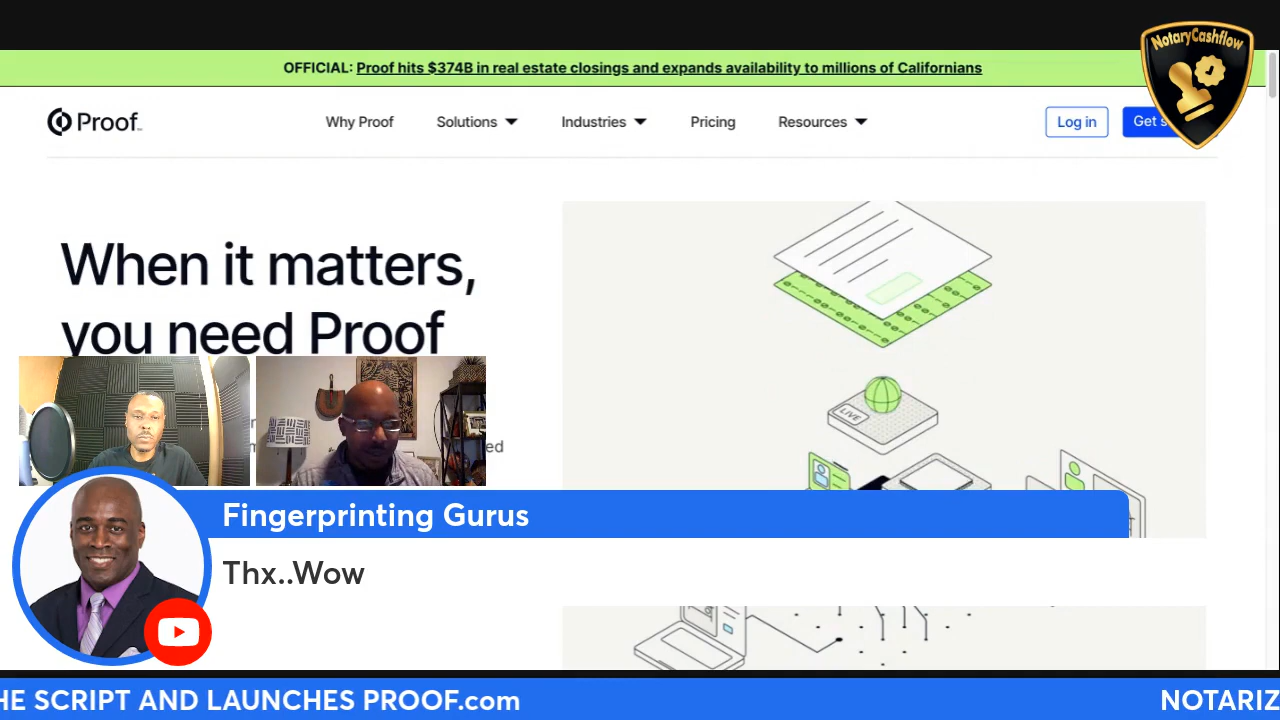 NotaryCashflow
OFFICIAL: Proof hits $374B in real estate closings and expands availability to millions of Californians
Proof
Why Proof
Solutions
Industries
Pricing
Resources
Log in
Get
When it matters,
you need Proof
LIVE
Fingerprinting Gurus
Thx..Wow
HE SCRIPT AND LAUNCHES PROOF.com
NOTARIZ